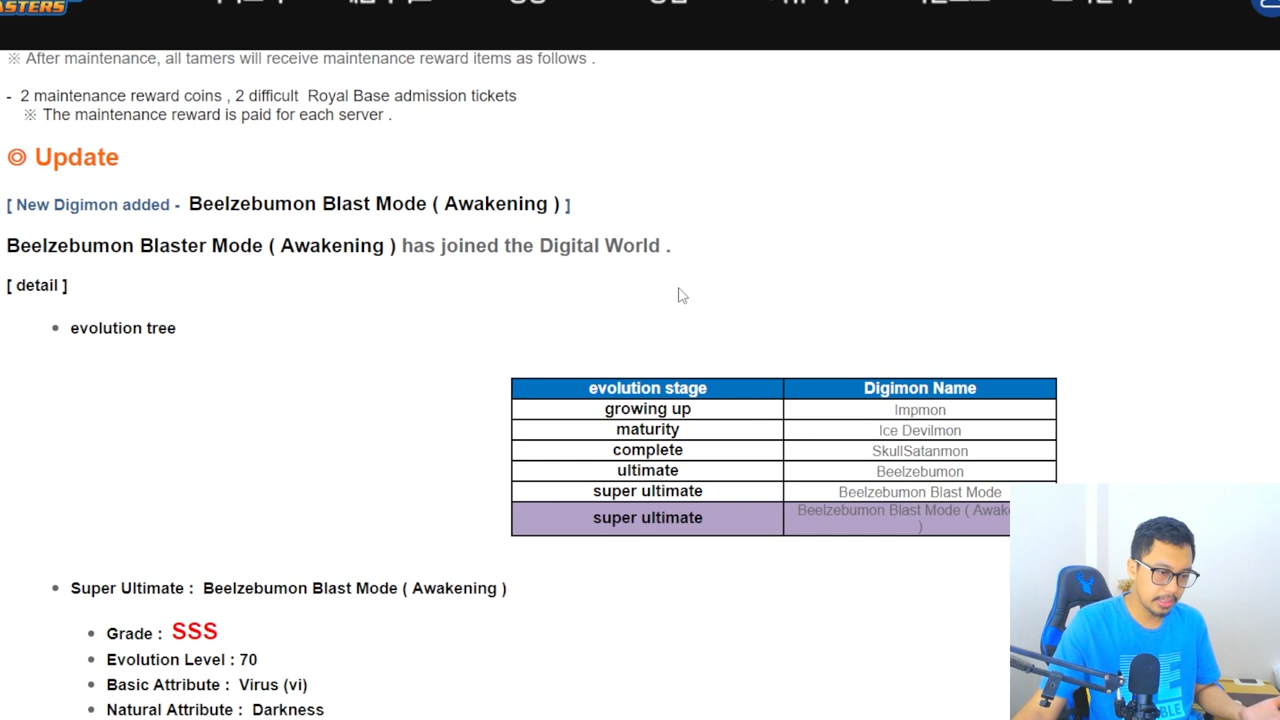 ※ After maintenance, all tamers will receive maintenance reward items as follows .
- 2 maintenance reward coins , 2 difficult Royal Base admission tickets
※ The maintenance reward is paid for each server .
◎ Update
[ New Digimon added - Beelzebumon Blast Mode ( Awakening ) ]
Beelzebumon Blaster Mode ( Awakening ) has joined the Digital World .
[ detail ]
• evolution tree
evolution stage Digimon Name
growing up Impmon
maturity Ice Devilmon
complete SkullSatanmon
ultimate Beelzebumon
super ultimate Beelzebumon Blast Mode
super ultimate Beelzebumon Blast Mode (
)
• Super Ultimate : Beelzebumon Blast Mode ( Awakening )
• Grade : SSS
• Evolution Level : 70
• Basic Attribute : Virus (vi)
• Natural Attribute : Darkness